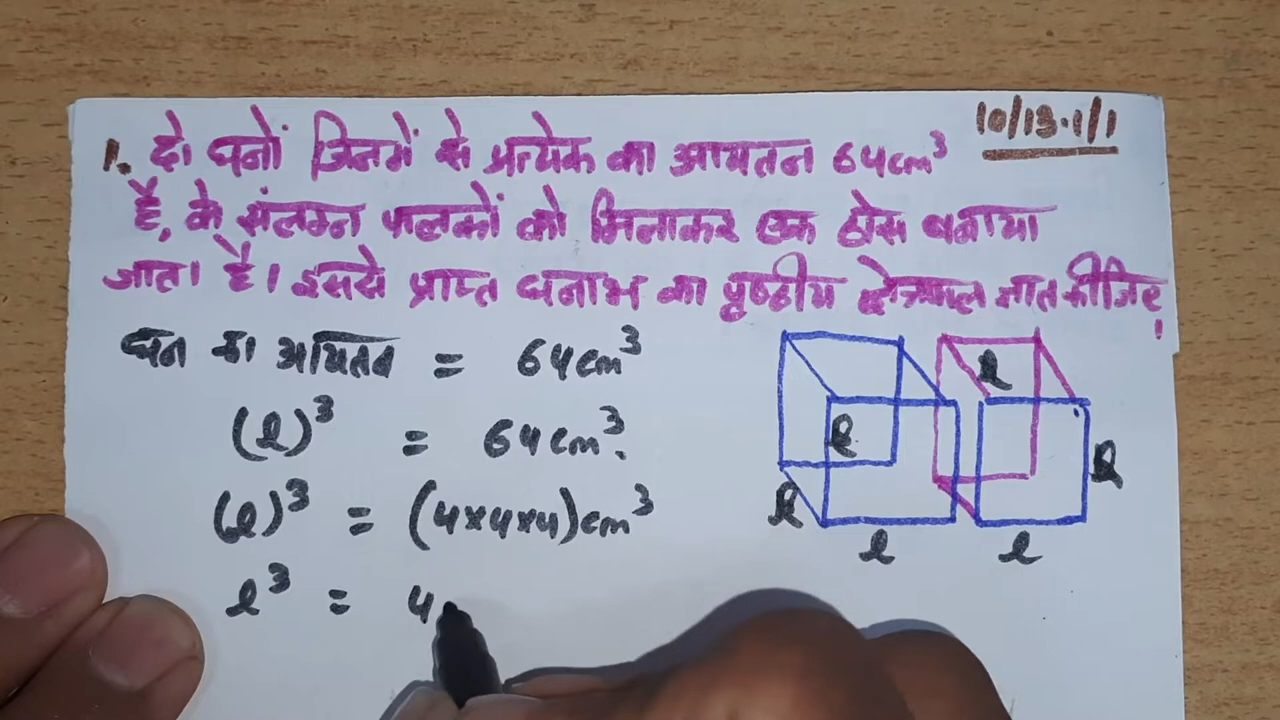 10/13.1/1
1. दो घनों जिनमें से प्रत्येक का आयतन 64cm³
है, के संलग्न फलकों को मिलाकर एक ठोस बनाया
जाता है। इससे प्राप्त घनाभ का पृष्ठीय क्षेत्रफल ज्ञात कीजिए!
घन का आयतन = 64cm³
(l)³ = 64cm³.
(l)³ = (4×4×4)cm³
l³ = 4
l
l
l
l
l
l